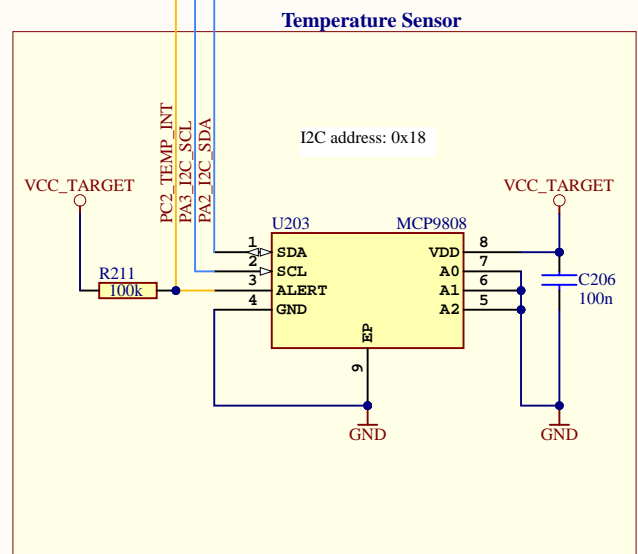 Temperature Sensor
PC2_TEMP_INT
PA3_I2C_SCL
PA2_I2C_SDA
I2C address: 0x18
VCC_TARGET
VCC_TARGET
U203
MCP9808
1
SDA
VDD
8
2
SCL
A0
7
R211
100k
3
ALERT
A1
6
C206
100n
4
GND
A2
5
EP
9
GND
GND